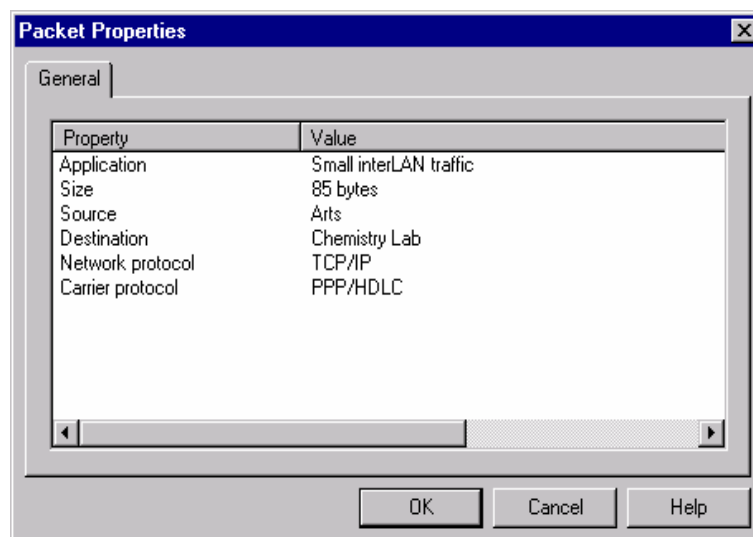 Packet Properties
General
Property Value
Application Small interLAN traffic
Size 85 bytes
Source Arts
Destination Chemistry Lab
Network protocol TCP/IP
Carrier protocol PPP/HDLC
OK Cancel Help